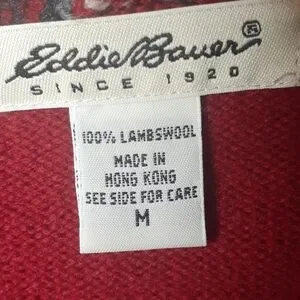 Eddie Bauer
SINCE 1920
100% LAMBSWOOL
MADE IN
HONG KONG
SEE SIDE FOR CARE
M